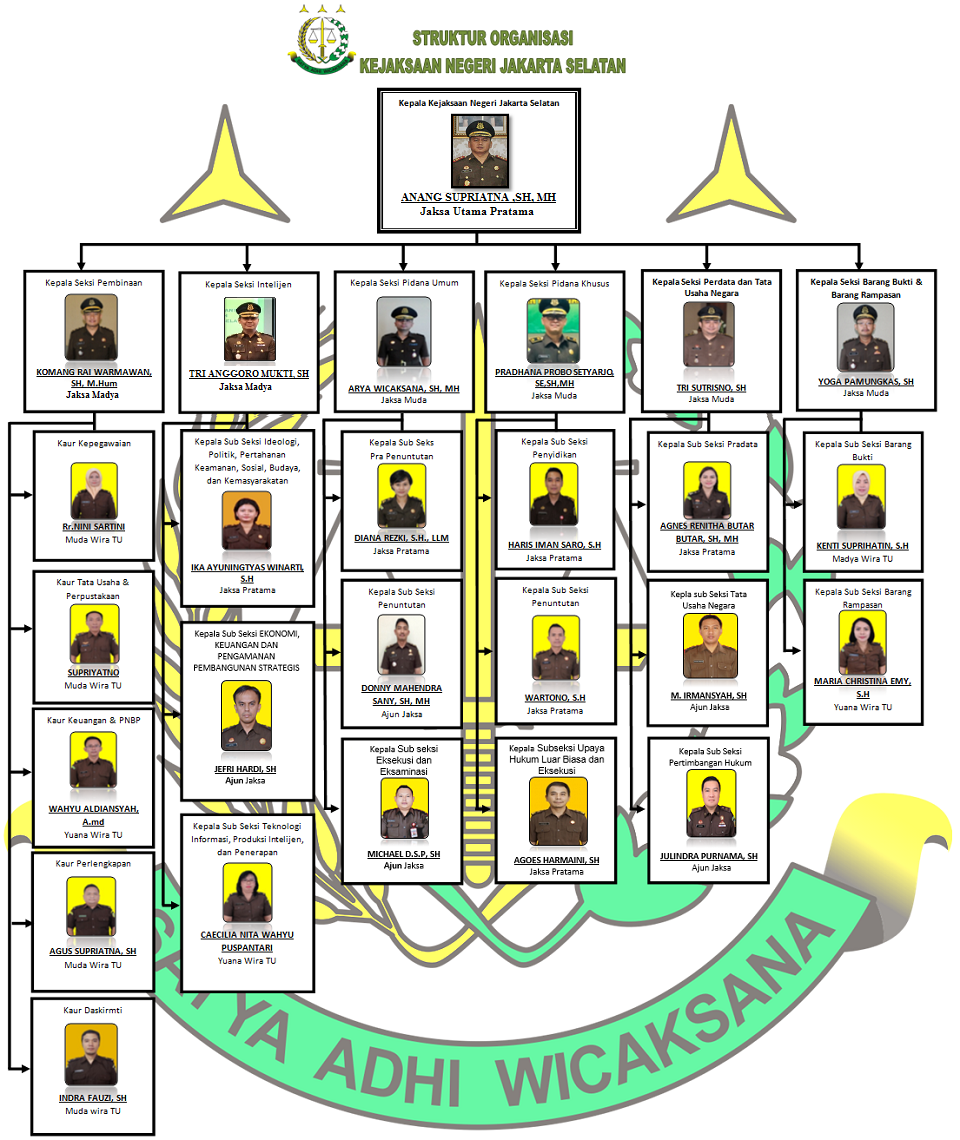 STRUKTUR ORGANISASI
KEJAKSAAN NEGERI JAKARTA SELATAN
Kepala Kejaksaan Negeri Jakarta Selatan
ANANG SUPRIATNA ,SH, MH
Jaksa Utama Pratama
Kepala Seksi Pembinaan
KOMANG RAI WARMAWAN,
SH, M.Hum
Jaksa Madya
Kepala Seksi Intelijen
TRI ANGGORO MUKTI, SH
Jaksa Madya
Kepala Seksi Pidana Umum
ARYA WICAKSANA, SH, MH
Jaksa Muda
Kepala Seksi Pidana Khusus
PRADHANA PROBO SETYARJO,
SE,SH,MH
Jaksa Muda
Kepala Seksi Perdata dan Tata
Usaha Negara
TRI SUTRISNO, SH
Jaksa Muda
Kepala Seksi Barang Bukti &
Barang Rampasan
YOGA PAMUNGKAS, SH
Jaksa Muda
Kaur Kepegawaian
Rr.NINI SARTINI
Muda Wira TU
Kaur Tata Usaha &
Perpustakaan
SUPRIYATNO
Muda Wira TU
Kaur Keuangan & PNBP
WAHYU ALDIANSYAH,
A.md
Yuana Wira TU
Kaur Perlengkapan
AGUS SUPRIATNA, SH
Muda Wira TU
Kaur Daskirmti
INDRA FAUZI, SH
Muda wira TU
Kepala Sub Seksi Ideologi,
Politik, Pertahanan
Keamanan, Sosial, Budaya,
dan Kemasyarakatan
IKA AYUNINGTYAS WINARTI,
S.H
Jaksa Pratama
Kepala Sub Seksi EKONOMI,
KEUANGAN DAN
PENGAMANAN
PEMBANGUNAN STRATEGIS
JEFRI HARDI, SH
Ajun Jaksa
Kepala Sub Seksi Teknologi
Informasi, Produksi Intelijen,
dan Penerapan
CAECILIA NITA WAHYU
PUSPANTARI
Yuana Wira TU
Kepala Sub Seks
Pra Penuntutan
DIANA REZKI, S.H., LLM
Jaksa Pratama
Kepala Sub Seksi
Penuntutan
DONNY MAHENDRA
SANY, SH, MH
Ajun Jaksa
Kepala Sub seksi
Eksekusi dan
Eksaminasi
MICHAEL D.S.P, SH
Ajun Jaksa
Kepala Sub Seksi
Penyidikan
HARIS IMAN SARO, S.H
Jaksa Pratama
Kepala Sub Seksi
Penuntutan
WARTONO, S.H
Jaksa Pratama
Kepala Subseksi Upaya
Hukum Luar Biasa dan
Eksekusi
AGOES HARMAINI, SH
Jaksa Pratama
Kepala Sub Seksi Pradata
AGNES RENITHA BUTAR
BUTAR, SH, MH
Jaksa Pratama
Kepla sub Seksi Tata
Usaha Negara
M. IRMANSYAH, SH
Ajun Jaksa
Kepala Sub Seksi
Pertimbangan Hukum
JULINDRA PURNAMA, SH
Ajun Jaksa
Kepala Sub Seksi Barang
Bukti
KENTI SUPRIHATIN, S.H
Madya Wira TU
Kepala Sub Seksi Barang
Rampasan
MARIA CHRISTINA EMY,
S.H
Yuana Wira TU
SATYA ADHI WICAKSANA